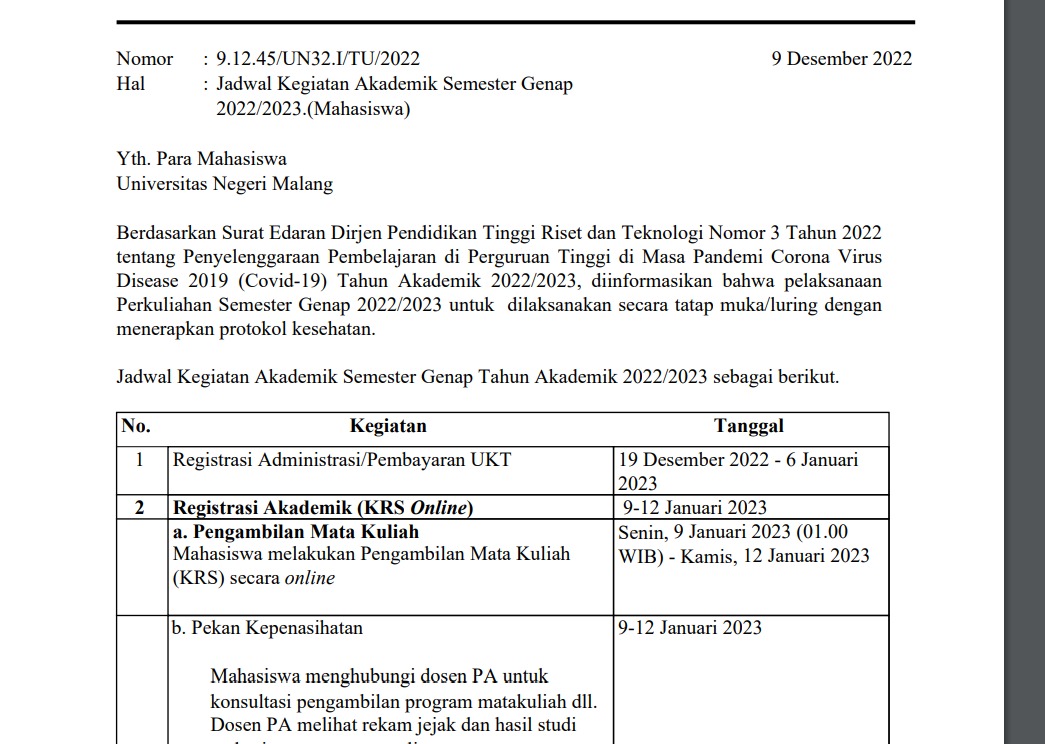 Nomor : 9.12.45/UN32.I/TU/2022 9 Desember 2022
Hal : Jadwal Kegiatan Akademik Semester Genap
2022/2023.(Mahasiswa)
Yth. Para Mahasiswa
Universitas Negeri Malang
Berdasarkan Surat Edaran Dirjen Pendidikan Tinggi Riset dan Teknologi Nomor 3 Tahun 2022
tentang Penyelenggaraan Pembelajaran di Perguruan Tinggi di Masa Pandemi Corona Virus
Disease 2019 (Covid-19) Tahun Akademik 2022/2023, diinformasikan bahwa pelaksanaan
Perkuliahan Semester Genap 2022/2023 untuk dilaksanakan secara tatap muka/luring dengan
menerapkan protokol kesehatan.
Jadwal Kegiatan Akademik Semester Genap Tahun Akademik 2022/2023 sebagai berikut.
No. Kegiatan Tanggal
1 Registrasi Administrasi/Pembayaran UKT 19 Desember 2022 - 6 Januari
2023
2 Registrasi Akademik (KRS Online) 9-12 Januari 2023
a. Pengambilan Mata Kuliah Senin, 9 Januari 2023 (01.00
Mahasiswa melakukan Pengambilan Mata Kuliah WIB) - Kamis, 12 Januari 2023
(KRS) secara online
b. Pekan Kepenasihatan 9-12 Januari 2023
Mahasiswa menghubungi dosen PA untuk
konsultasi pengambilan program matakuliah dll.
Dosen PA melihat rekam jejak dan hasil studi